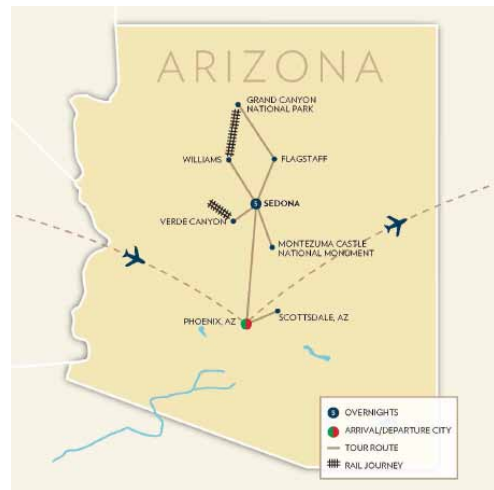 ARIZONA
GRAND CANYON
NATIONAL PARK
WILLIAMS
FLAGSTAFF
5
SEDONA
VERDE CANYON
MONTEZUMA CASTLE
NATIONAL MONUMENT
PHOENIX, AZ
SCOTTSDALE, AZ
5 OVERNIGHTS
ARRIVAL/DEPARTURE CITY
TOUR ROUTE
RAIL JOURNEY